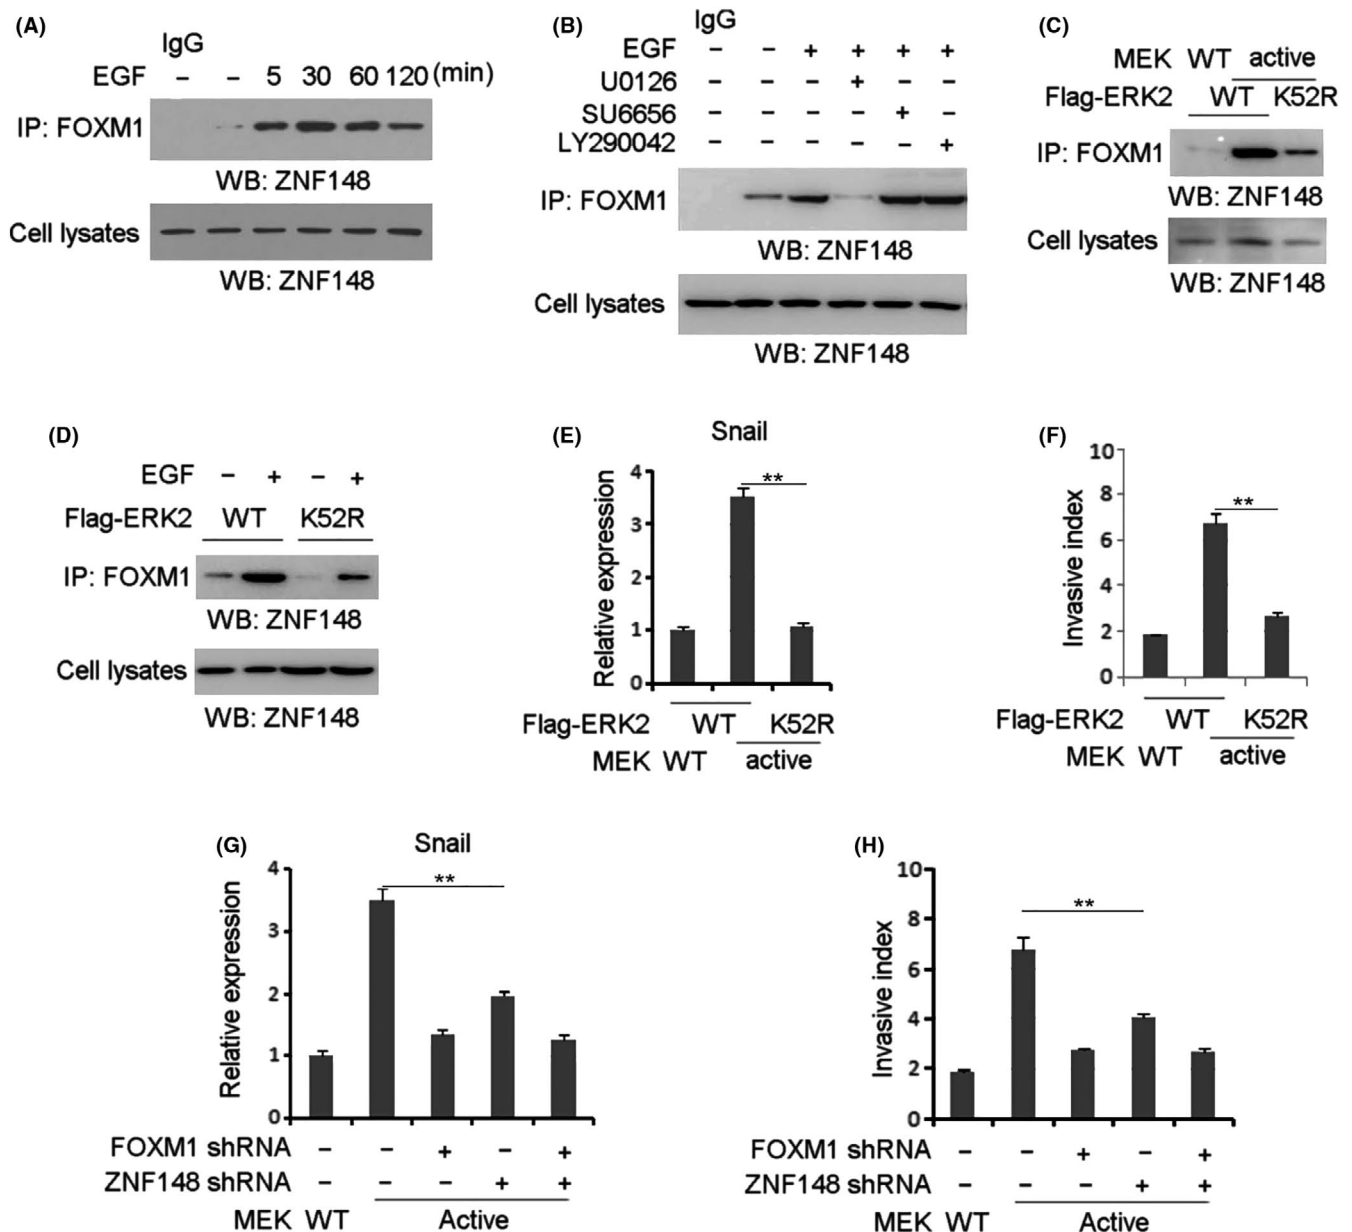 (A)
IgG
EGF – – 5 30 60 120 (min)
IP: FOXM1
WB: ZNF148
Cell lysates
WB: ZNF148
(B)
IgG
EGF – – + + + +
U0126 – – – + – –
SU6656 – – – – + –
LY290042 – – – – – +
IP: FOXM1
WB: ZNF148
Cell lysates
WB: ZNF148
(C)
MEK WT active
Flag-ERK2 WT K52R
IP: FOXM1
WB: ZNF148
Cell lysates
WB: ZNF148
(D)
EGF – + – +
Flag-ERK2 WT K52R
IP: FOXM1
WB: ZNF148
Cell lysates
WB: ZNF148
(E)
Snail
Relative expression
4
3
2
1
0
**
Flag-ERK2 WT K52R
MEK WT active
(F)
Invasive index
10
8
6
4
2
0
**
Flag-ERK2 WT K52R
MEK WT active
(G)
Snail
Relative expression
4
3
2
1
0
**
FOXM1 shRNA – – + – +
ZNF148 shRNA – – – + +
MEK WT Active
(H)
Invasive index
10
8
6
4
2
0
**
FOXM1 shRNA – – + – +
ZNF148 shRNA – – – + +
MEK WT Active